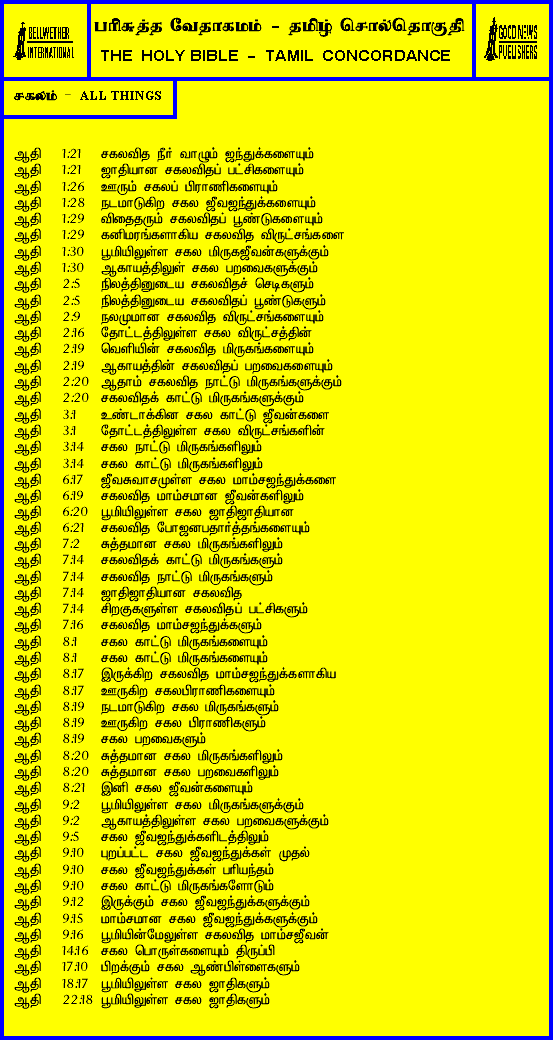 BELLWETHER
INTERNATIONAL
பரிசுத்த வேதாகமம் - தமிழ் சொல்தொகுதி
THE HOLY BIBLE - TAMIL CONCORDANCE
GOOD NEWS
PUBLISHERS
சகலம் - ALL THINGS
ஆதி 1:21 சகலவித நீர் வாழும் ஜந்துக்களையும்
ஆதி 1:21 ஜாதியான சகலவிதப் பட்சிகளையும்
ஆதி 1:26 ஊரும் சகலப் பிராணிகளையும்
ஆதி 1:28 நடமாடுகிற சகல ஜீவஜந்துக்களையும்
ஆதி 1:29 விதைதரும் சகலவிதப் பூண்டுகளையும்
ஆதி 1:29 கனிமரங்களாகிய சகலவித விருட்சங்களை
ஆதி 1:30 பூமியிலுள்ள சகல மிருகஜீவன்களுக்கும்
ஆதி 1:30 ஆகாயத்திலுள் சகல பறவைகளுக்கும்
ஆதி 2:5 நிலத்தினுடைய சகலவிதச் செடிகளும்
ஆதி 2:5 நிலத்தினுடைய சகலவிதப் பூண்டுகளும்
ஆதி 2:9 நலமுமான சகலவித விருட்சங்களையும்
ஆதி 2:16 தோட்டத்திலுள்ள சகல விருட்சத்தின்
ஆதி 2:19 வெளியின் சகலவித மிருகங்களையும்
ஆதி 2:19 ஆகாயத்தின் சகலவிதப் பறவைகளையும்
ஆதி 2:20 ஆதாம் சகலவித நாட்டு மிருகங்களுக்கும்
ஆதி 2:20 சகலவிதக் காட்டு மிருகங்களுக்கும்
ஆதி 3:1 உண்டாக்கின சகல காட்டு ஜீவன்களை
ஆதி 3:1 தோட்டத்திலுள்ள சகல விருட்சங்களின்
ஆதி 3:14 சகல நாட்டு மிருகங்களிலும்
ஆதி 3:14 சகல காட்டு மிருகங்களிலும்
ஆதி 6:17 ஜீவசுவாசமுள்ள சகல மாம்சஜந்துக்களை
ஆதி 6:19 சகலவித மாம்சமான ஜீவன்களிலும்
ஆதி 6:20 பூமியிலுள்ள சகல ஜாதிஜாதியான
ஆதி 6:21 சகலவித போஜனபதார்த்தங்களையும்
ஆதி 7:2 சுத்தமான சகல மிருகங்களிலும்
ஆதி 7:14 சகலவிதக் காட்டு மிருகங்களும்
ஆதி 7:14 சகலவித நாட்டு மிருகங்களும்
ஆதி 7:14 ஜாதிஜாதியான சகலவித
ஆதி 7:14 சிறகுகளுள்ள சகலவிதப் பட்சிகளும்
ஆதி 7:16 சகலவித மாம்சஜந்துக்களும்
ஆதி 8:1 சகல காட்டு மிருகங்களையும்
ஆதி 8:1 சகல காட்டு மிருகங்களையும்
ஆதி 8:17 இருக்கிற சகலவித மாம்சஜந்துக்களாகிய
ஆதி 8:17 ஊருகிற சகலபிராணிகளையும்
ஆதி 8:19 நடமாடுகிற சகல மிருகங்களும்
ஆதி 8:19 ஊருகிற சகல பிராணிகளும்
ஆதி 8:19 சகல பறவைகளும்
ஆதி 8:20 சுத்தமான சகல மிருகங்களிலும்
ஆதி 8:20 சுத்தமான சகல பறவைகளிலும்
ஆதி 8:21 இனி சகல ஜீவன்களையும்
ஆதி 9:2 பூமியிலுள்ள சகல மிருகங்களுக்கும்
ஆதி 9:2 ஆகாயத்திலுள்ள சகல பறவைகளுக்கும்
ஆதி 9:5 சகல ஜீவஜந்துக்களிடத்திலும்
ஆதி 9:10 புறப்பட்ட சகல ஜீவஜந்துக்கள் முதல்
ஆதி 9:10 சகல ஜீவஜந்துக்கள் பரியந்தம்
ஆதி 9:10 சகல காட்டு மிருகங்களோடும்
ஆதி 9:12 இருக்கும் சகல ஜீவஜந்துக்களுக்கும்
ஆதி 9:15 மாம்சமான சகல ஜீவஜந்துக்களுக்கும்
ஆதி 9:16 பூமியின்மேலுள்ள சகலவித மாம்சஜீவன்
ஆதி 14:16 சகல பொருள்களையும் திருப்பி
ஆதி 17:10 பிறக்கும் சகல ஆண்பிள்ளைகளும்
ஆதி 18:17 பூமியிலுள்ள சகல ஜாதிகளும்
ஆதி 22:18 பூமியிலுள்ள சகல ஜாதிகளும்